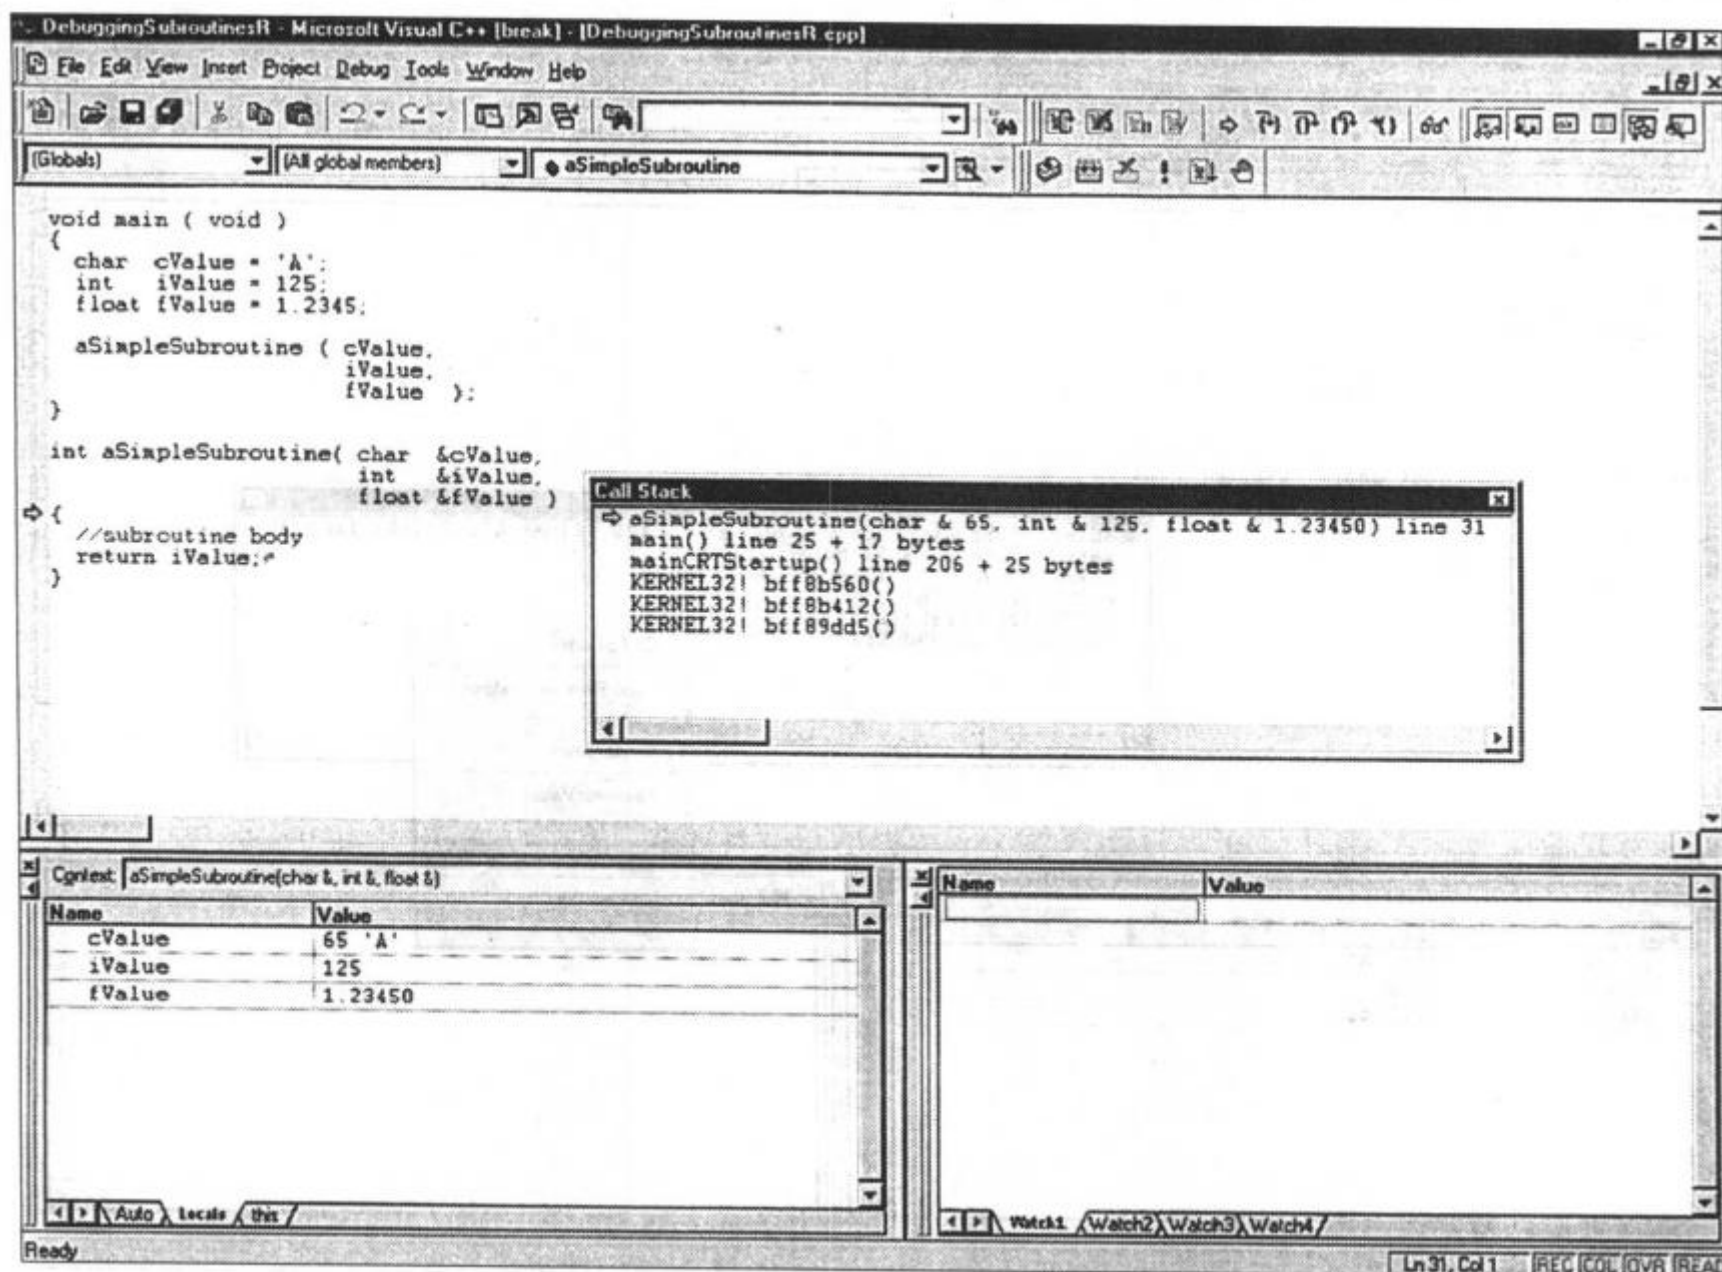 DebuggingSubroutinesR - Microsoft Visual C++ [break] - [DebuggingSubroutinesR.cpp]
File Edit View Insert Project Debug Tools Window Help
(Globals) (All global members) aSimpleSubroutine
void main ( void )
{
char cValue = 'A';
int iValue = 125;
float fValue = 1.2345;
aSimpleSubroutine ( cValue,
iValue,
fValue );
}
int aSimpleSubroutine( char &cValue,
int &iValue,
float &fValue )
{
//subroutine body
return iValue;
}
Call Stack
aSimpleSubroutine(char & 65, int & 125, float & 1.23450) line 31
main() line 25 + 17 bytes
mainCRTStartup() line 206 + 25 bytes
KERNEL32! bff8b560()
KERNEL32! bff8b412()
KERNEL32! bff89dd5()
Context: aSimpleSubroutine(char &, int &, float &)
Name Value
cValue 65 'A'
iValue 125
fValue 1.23450
Auto Locals this
Name Value
Watch1 Watch2 Watch3 Watch4
Ready
Ln 31, Col 1 REC COL OVR READ